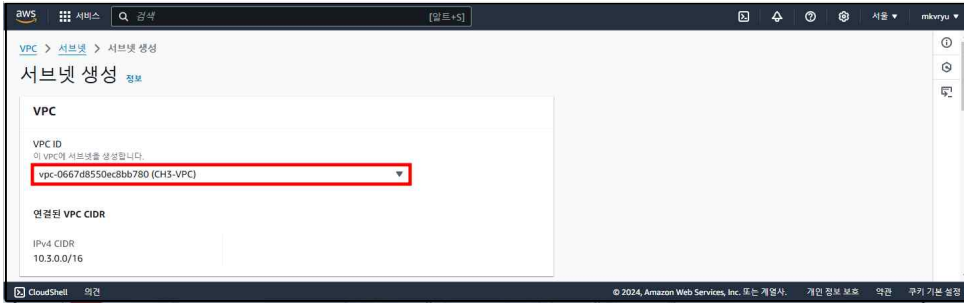 aws 서비스 검색 [알트+S] 서울 ▼ mkvryu ▼
VPC > 서브넷 > 서브넷 생성
서브넷 생성 정보
VPC
VPC ID
이 VPC에 서브넷을 생성합니다.
vpc-0667d8550ec8bb780 (CH3-VPC)
연결된 VPC CIDR
IPv4 CIDR
10.3.0.0/16
CloudShell 의견 © 2024, Amazon Web Services, Inc. 또는 계열사. 개인 정보 보호 약관 쿠키 기본 설정